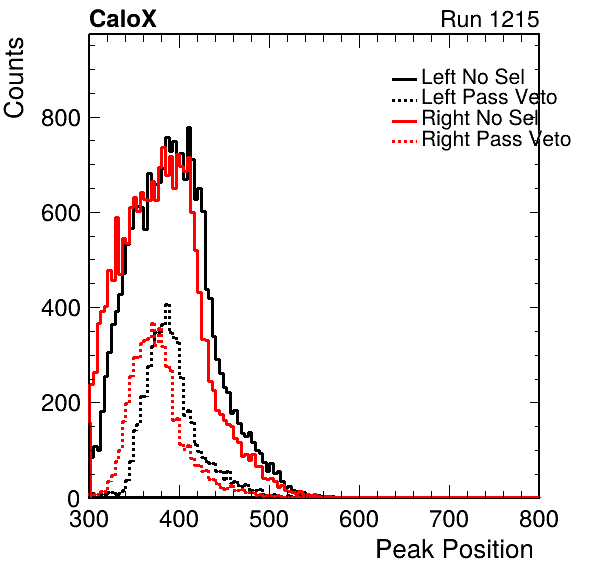 CaloX Run 1215
Counts
Left No Sel
Left Pass Veto
Right No Sel
Right Pass Veto
800
600
400
200
0
300 400 500 600 700 800
Peak Position